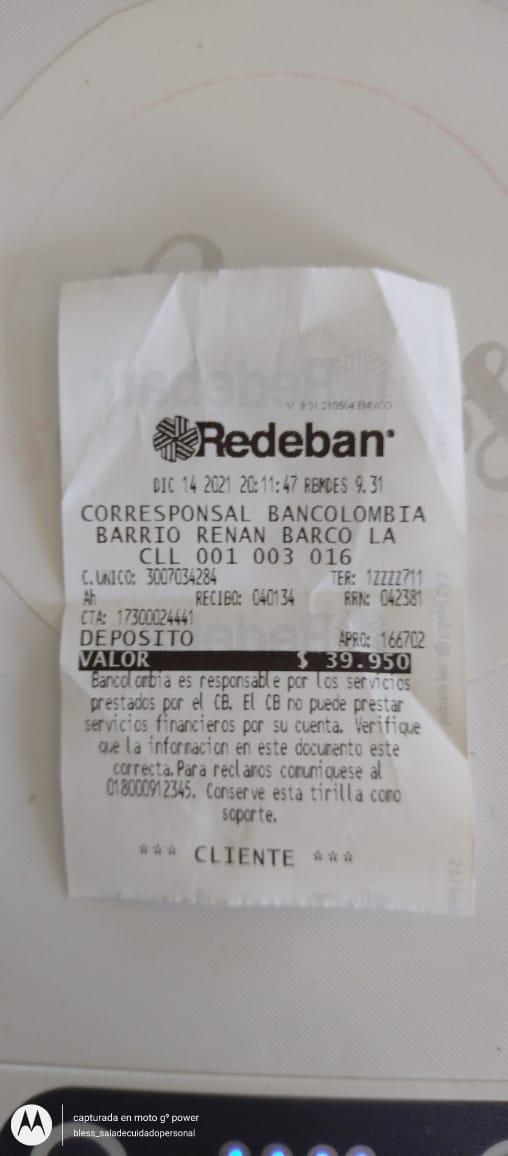 V 9.31 210504 EMVCO
Redeban
DIC 14 2021 20:11:47 RBMDES 9.31
CORRESPONSAL BANCOLOMBIA
BARRIO RENAN BARCO LA
CLL 001 003 016
C.UNICO: 3007034284 TER: 1ZZZZ711
Ah RECIBO: 040134 RRN: 042381
CTA: 17300024441
DEPOSITO APRO: 166702
VALOR $ 39.950
Bancolombia es responsable por los servicios
prestados por el CB. El CB no puede prestar
servicios financieros por su cuenta. Verifique
que la informacion en este documento este
correcta.Para reclamos comuniquese al
018000912345. Conserve esta tirilla como
soporte.
*** CLIENTE ***
capturada en moto g⁹ power
bless_saladecuidadopersonal